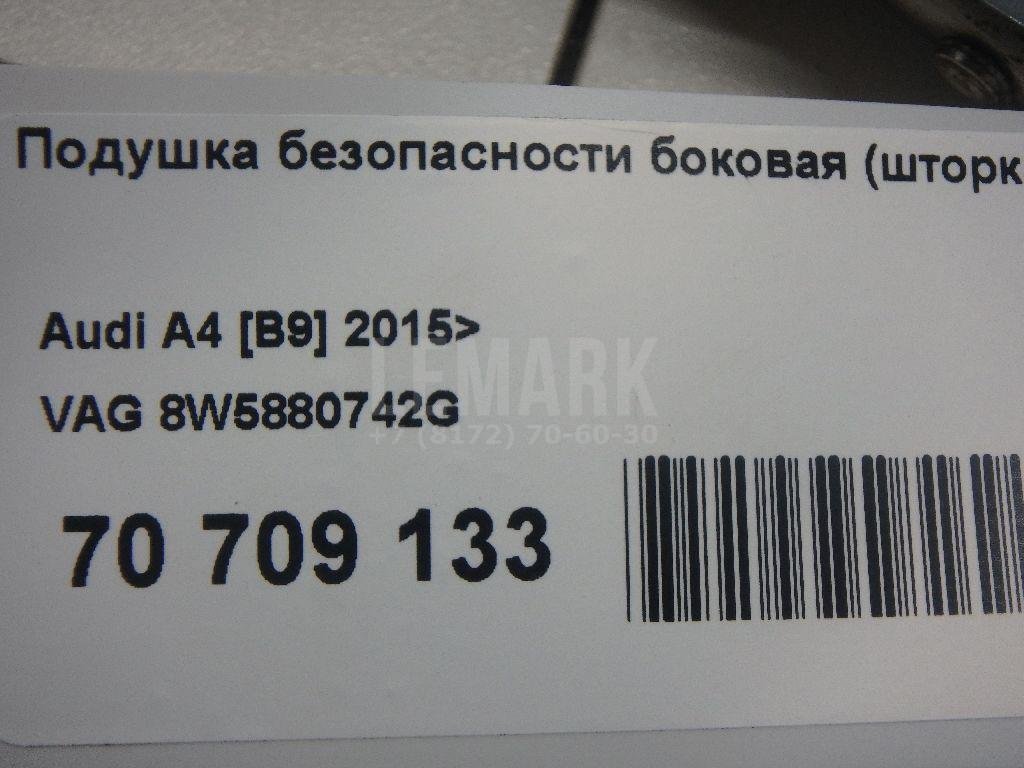 Подушка безопасности боковая (шторк
Audi A4 [B9] 2015>
VAG 8W5880742G
LEMARK
+7 (8172) 70-60-30
70 709 133